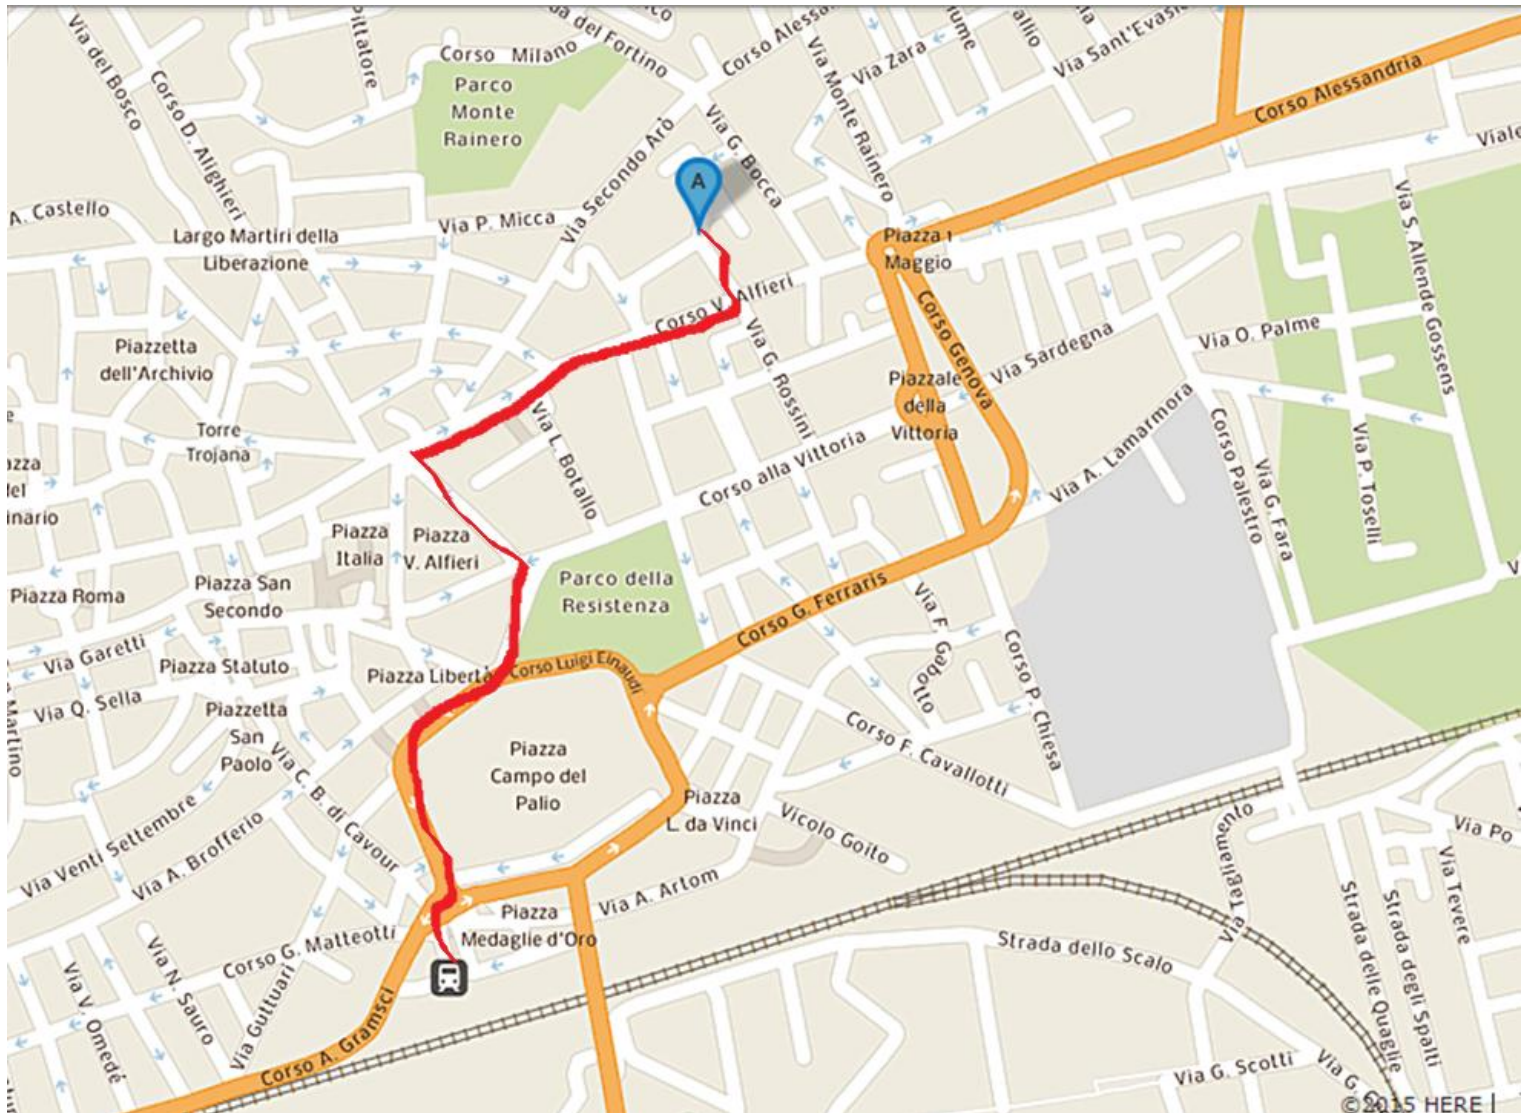 Via del Bosco
Pittatore
Corso Milano
Via del Fortino
Corso D. Alighieri
Parco
Monte
Rainero
Via Monte Rainero
Via Zara
Via Sant'Evasio
Corso Alessandria
Via Secondo Arò
Via G. Bocca
A
A. Castello
Via P. Micca
Largo Martiri della
Liberazione
Piazza 1
Maggio
Via S. Allende Gossens
Corso V. Alfieri
Piazzetta
dell'Archivio
Via G. Rossini
Corso Genova
Via Sardegna
Via O. Palme
Piazzale
della
Vittoria
Torre
Trojana
Via L. Botallo
Corso alla Vittoria
Via A. Lamarmora
Corso Palestro
Via G. Fara
Via P. Toselli
Piazza
Italia
Piazza
V. Alfieri
Piazza San
Secondo
Piazza Roma
Parco della
Resistenza
Corso G. Ferraris
Via F. Gabotto
Corso P. Chiesa
Via Garetti
Piazza Statuto
Piazza Libertà
Corso Luigi Einaudi
Via Q. Sella
Martino
Piazzetta
San
Paolo
Via C. B. di Cavour
Piazza
Campo del
Palio
Corso F. Cavallotti
Piazza
L. da Vinci
Vicolo Goito
Via Venti Settembre
Via A. Brofferio
Via A. Artom
Via Tagliamento
Via Po
Via Tevere
Piazza
Medaglie d'Oro
Corso G. Matteotti
Strada dello Scalo
Strada delle Quaglie
Strada degli Spalti
Via V. Omedé
Via N. Sauro
Via Guttuari
Corso A. Gramsci
Via G. Scotti
Via G.
©2015 HERE